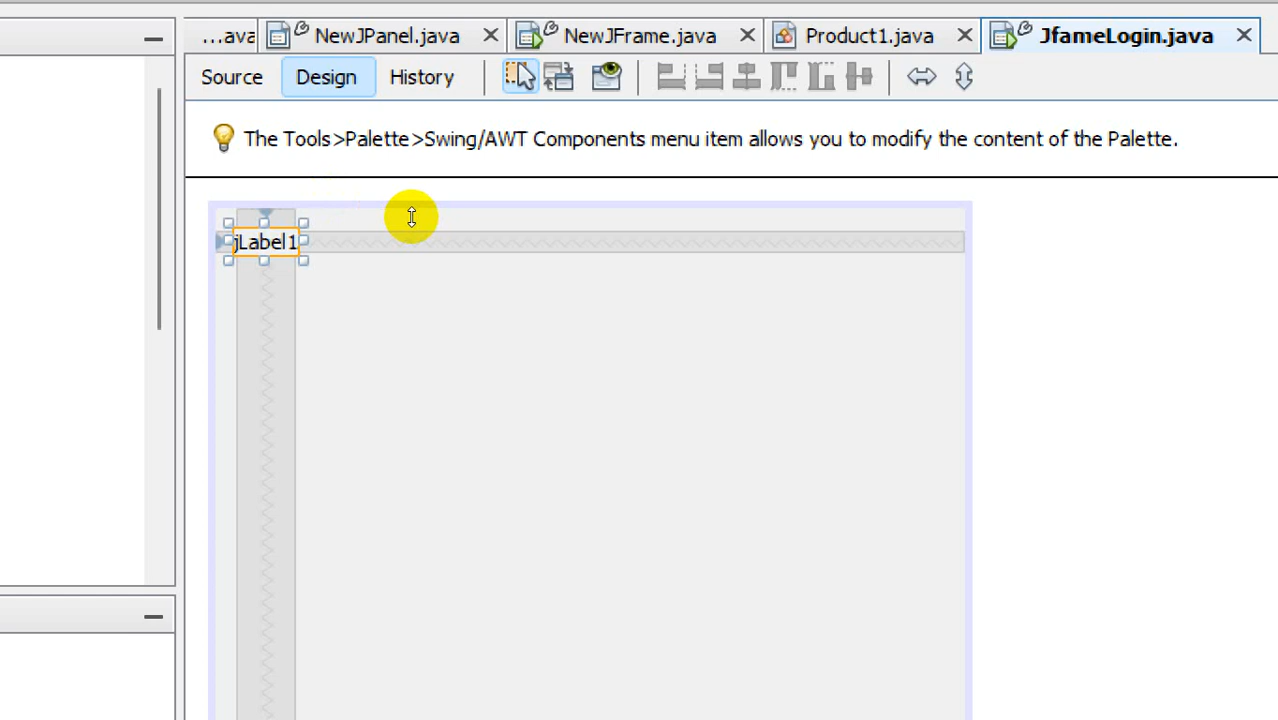 ...ava NewJPanel.java NewJFrame.java Product1.java JfameLogin.java
Source Design History
The Tools>Palette>Swing/AWT Components menu item allows you to modify the content of the Palette.
jLabel1